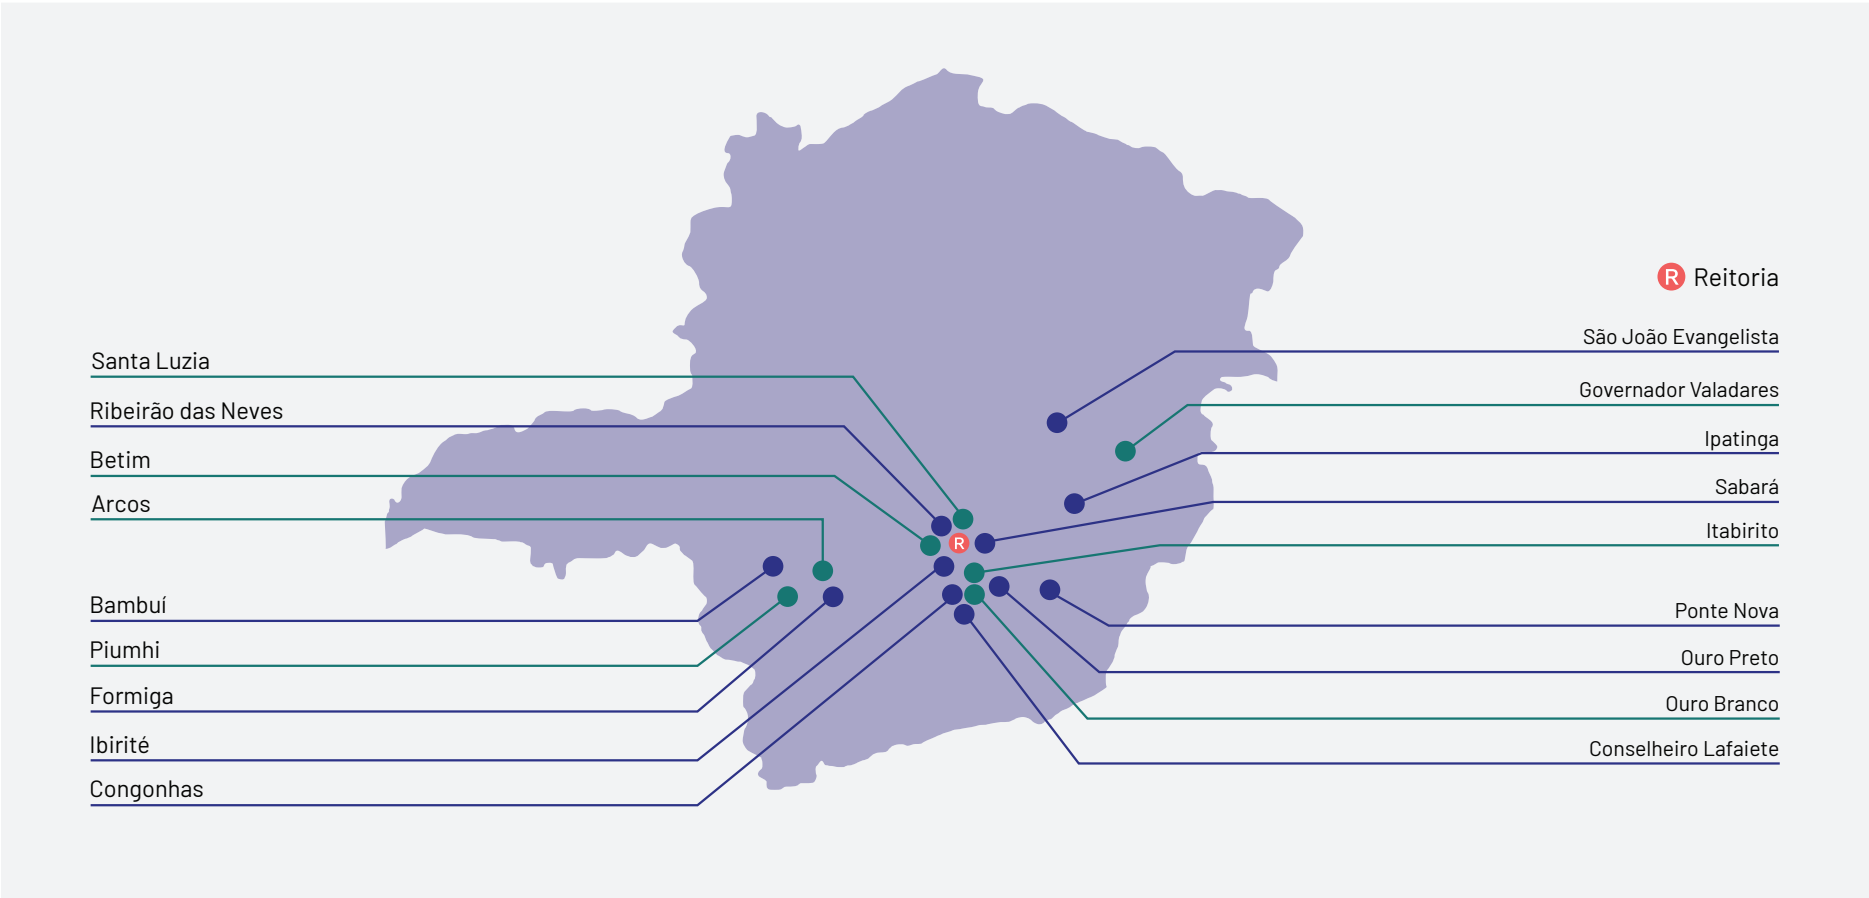 Santa Luzia
Ribeirão das Neves
Betim
Arcos
Bambuí
Piumhi
Formiga
Ibirité
Congonhas
R
R Reitoria
São João Evangelista
Governador Valadares
Ipatinga
Sabará
Itabirito
Ponte Nova
Ouro Preto
Ouro Branco
Conselheiro Lafaiete